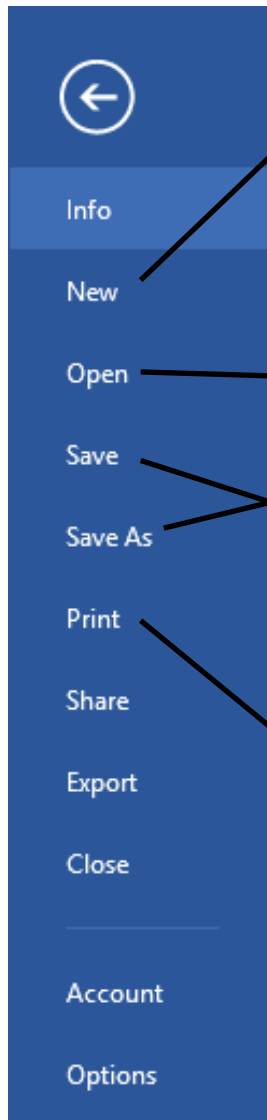 Info
New
Open
Save
Save As
Print
Share
Export
Close
Account
Options